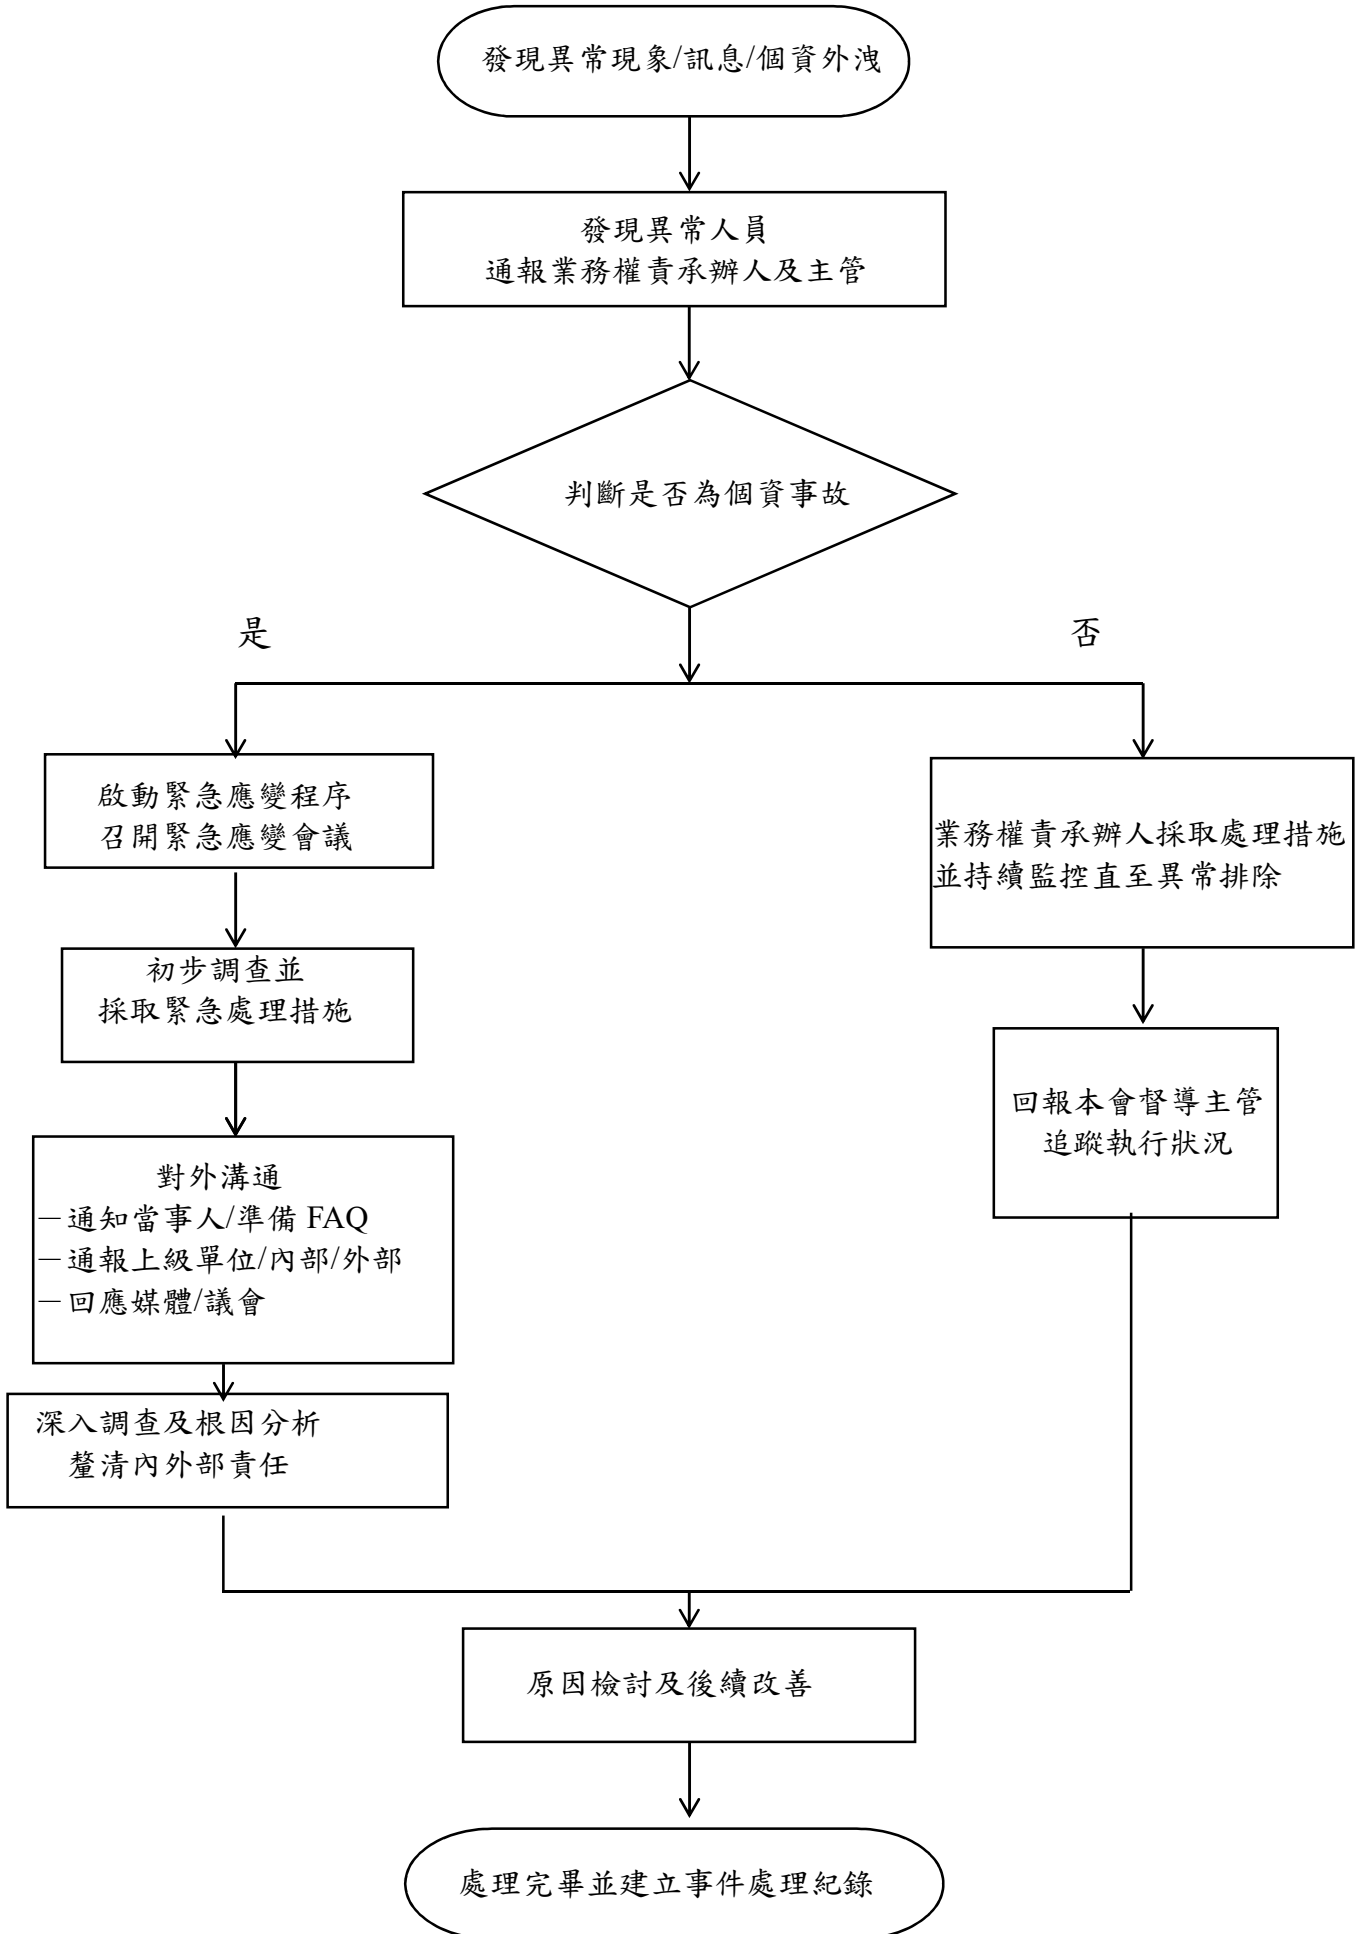 發現異常現象/訊息/個資外洩
發現異常人員
通報業務權責承辦人及主管
判斷是否為個資事故
是
否
啟動緊急應變程序
召開緊急應變會議
業務權責承辦人採取處理措施
並持續監控直至異常排除
初步調查並
採取緊急處理措施
回報本會督導主管
追蹤執行狀況
對外溝通
－通知當事人/準備 FAQ
－通報上級單位/內部/外部
－回應媒體/議會
深入調查及根因分析
釐清內外部責任
原因檢討及後續改善
處理完畢並建立事件處理紀錄